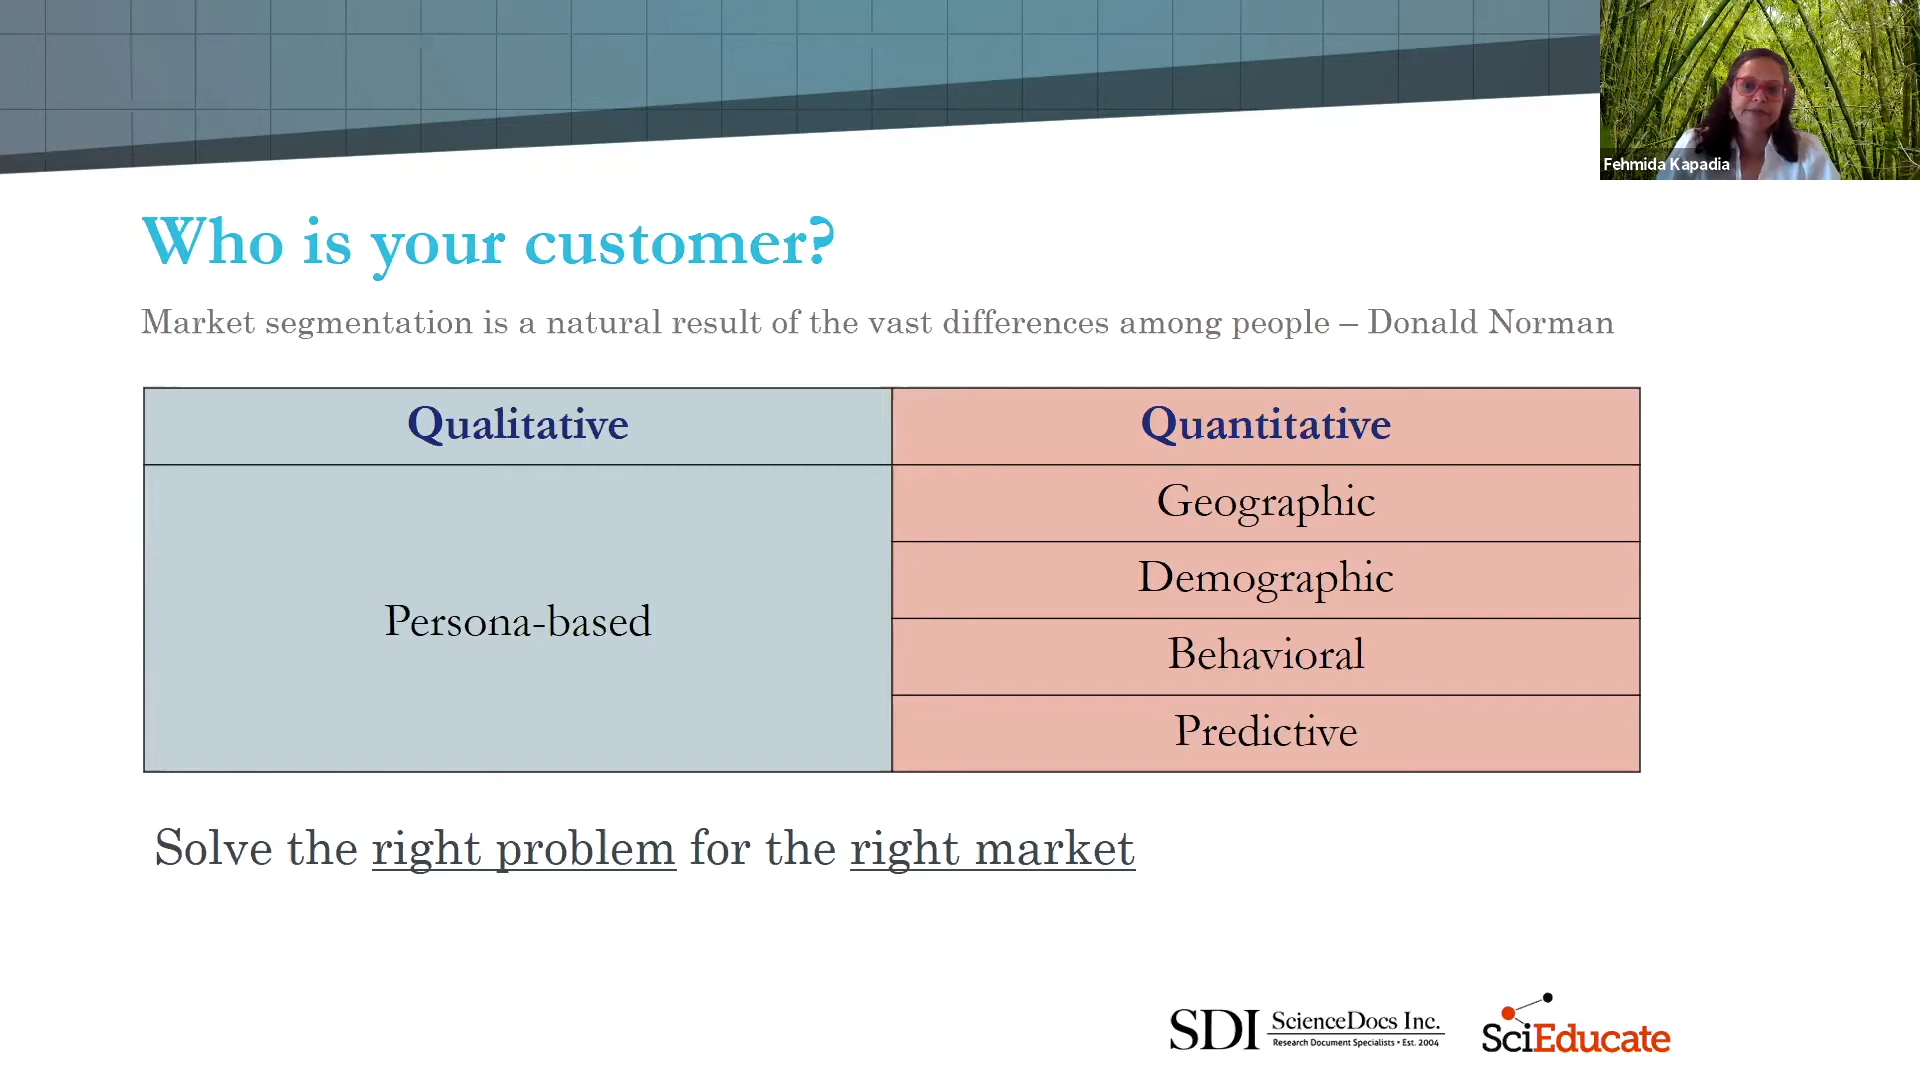 Fehmida Kapadia
Who is your customer?
Market segmentation is a natural result of the vast differences among people – Donald Norman
Qualitative
Quantitative
Persona-based
Geographic
Demographic
Behavioral
Predictive
Solve the right problem for the right market
SDI ScienceDocs Inc.
Research Document Specialists • Est. 2004
SciEducate